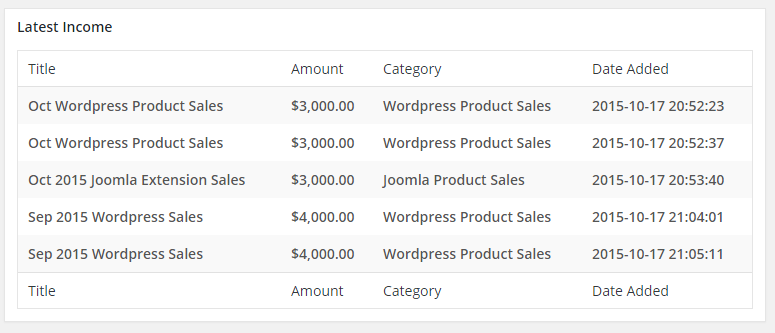 Latest Income
Title Amount Category Date Added
Oct Wordpress Product Sales $3,000.00 Wordpress Product Sales 2015-10-17 20:52:23
Oct Wordpress Product Sales $3,000.00 Wordpress Product Sales 2015-10-17 20:52:37
Oct 2015 Joomla Extension Sales $3,000.00 Joomla Product Sales 2015-10-17 20:53:40
Sep 2015 Wordpress Sales $4,000.00 Wordpress Product Sales 2015-10-17 21:04:01
Sep 2015 Wordpress Sales $4,000.00 Wordpress Product Sales 2015-10-17 21:05:11
Title Amount Category Date Added